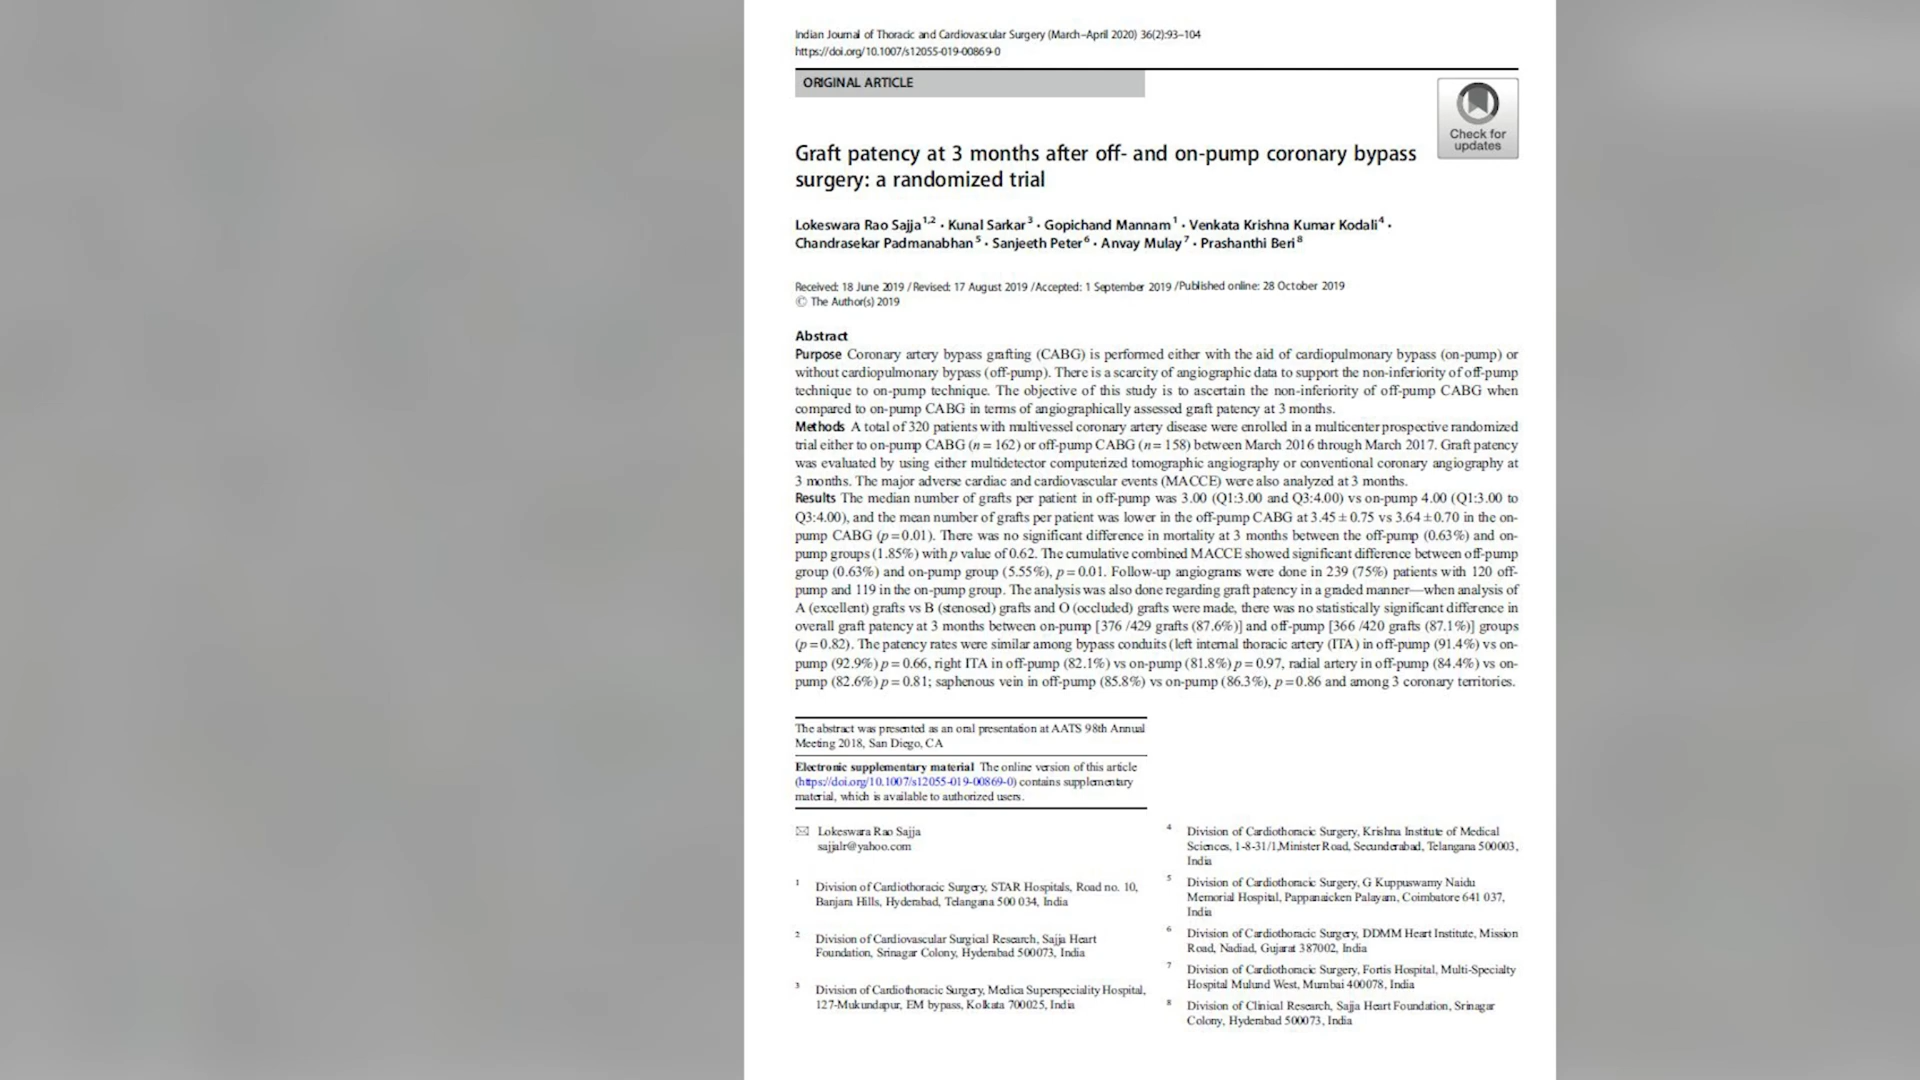 Indian Journal of Thoracic and Cardiovascular Surgery (March–April 2020) 36(2):93–104
https://doi.org/10.1007/s12055-019-00869-0
ORIGINAL ARTICLE
Check for
updates
Graft patency at 3 months after off- and on-pump coronary bypass
surgery: a randomized trial
Lokeswara Rao Sajja 1,2 · Kunal Sarkar 3 · Gopichand Mannam 1 · Venkata Krishna Kumar Kodali 4 ·
Chandrasekar Padmanabhan 5 · Sanjeeth Peter 6 · Anvay Mulay 7 · Prashanthi Beri 8
Received: 18 June 2019 / Revised: 17 August 2019 / Accepted: 1 September 2019 / Published online: 28 October 2019
© The Author(s) 2019
Abstract
Purpose Coronary artery bypass grafting (CABG) is performed either with the aid of cardiopulmonary bypass (on-pump) or
without cardiopulmonary bypass (off-pump). There is a scarcity of angiographic data to support the non-inferiority of off-pump
technique to on-pump technique. The objective of this study is to ascertain the non-inferiority of off-pump CABG when
compared to on-pump CABG in terms of angiographically assessed graft patency at 3 months.
Methods A total of 320 patients with multivessel coronary artery disease were enrolled in a multicenter prospective randomized
trial either to on-pump CABG (n = 162) or off-pump CABG (n = 158) between March 2016 through March 2017. Graft patency
was evaluated by using either multidetector computerized tomographic angiography or conventional coronary angiography at
3 months. The major adverse cardiac and cardiovascular events (MACCE) were also analyzed at 3 months.
Results The median number of grafts per patient in off-pump was 3.00 (Q1:3.00 and Q3:4.00) vs on-pump 4.00 (Q1:3.00 to
Q3:4.00), and the mean number of grafts per patient was lower in the off-pump CABG at 3.45 ± 0.75 vs 3.64 ± 0.70 in the on-
pump CABG (p = 0.01). There was no significant difference in mortality at 3 months between the off-pump (0.63%) and on-
pump groups (1.85%) with p value of 0.62. The cumulative combined MACCE showed significant difference between off-pump
group (0.63%) and on-pump group (5.55%), p = 0.01. Follow-up angiograms were done in 239 (75%) patients with 120 off-
pump and 119 in the on-pump group. The analysis was also done regarding graft patency in a graded manner—when analysis of
A (excellent) grafts vs B (stenosed) grafts and O (occluded) grafts were made, there was no statistically significant difference in
overall graft patency at 3 months between on-pump [376 /429 grafts (87.6%)] and off-pump [366 /420 grafts (87.1%)] groups
(p = 0.82). The patency rates were similar among bypass conduits (left internal thoracic artery (ITA) in off-pump (91.4%) vs on-
pump (92.9%) p = 0.66, right ITA in off-pump (82.1%) vs on-pump (81.8%) p = 0.97, radial artery in off-pump (84.4%) vs on-
pump (82.6%) p = 0.81; saphenous vein in off-pump (85.8%) vs on-pump (86.3%), p = 0.86 and among 3 coronary territories.
The abstract was presented as an oral presentation at AATS 98th Annual
Meeting 2018, San Diego, CA
Electronic supplementary material The online version of this article
(https://doi.org/10.1007/s12055-019-00869-0) contains supplementary
material, which is available to authorized users.
Lokeswara Rao Sajja
sajjalr@yahoo.com
1 Division of Cardiothoracic Surgery, STAR Hospitals, Road no. 10,
Banjara Hills, Hyderabad, Telangana 500 034, India
2 Division of Cardiovascular Surgical Research, Sajja Heart
Foundation, Srinagar Colony, Hyderabad 500073, India
3 Division of Cardiothoracic Surgery, Medica Superspeciality Hospital,
127-Mukundapur, EM bypass, Kolkata 700025, India
4 Division of Cardiothoracic Surgery, Krishna Institute of Medical
Sciences, 1-8-31/1,Minister Road, Secunderabad, Telangana 500003,
India
5 Division of Cardiothoracic Surgery, G Kuppuswamy Naidu
Memorial Hospital, Pappanaicken Palayam, Coimbatore 641 037,
India
6 Division of Cardiothoracic Surgery, DDMM Heart Institute, Mission
Road, Nadiad, Gujarat 387002, India
7 Division of Cardiothoracic Surgery, Fortis Hospital, Multi-Specialty
Hospital Mulund West, Mumbai 400078, India
8 Division of Clinical Research, Sajja Heart Foundation, Srinagar
Colony, Hyderabad 500073, India